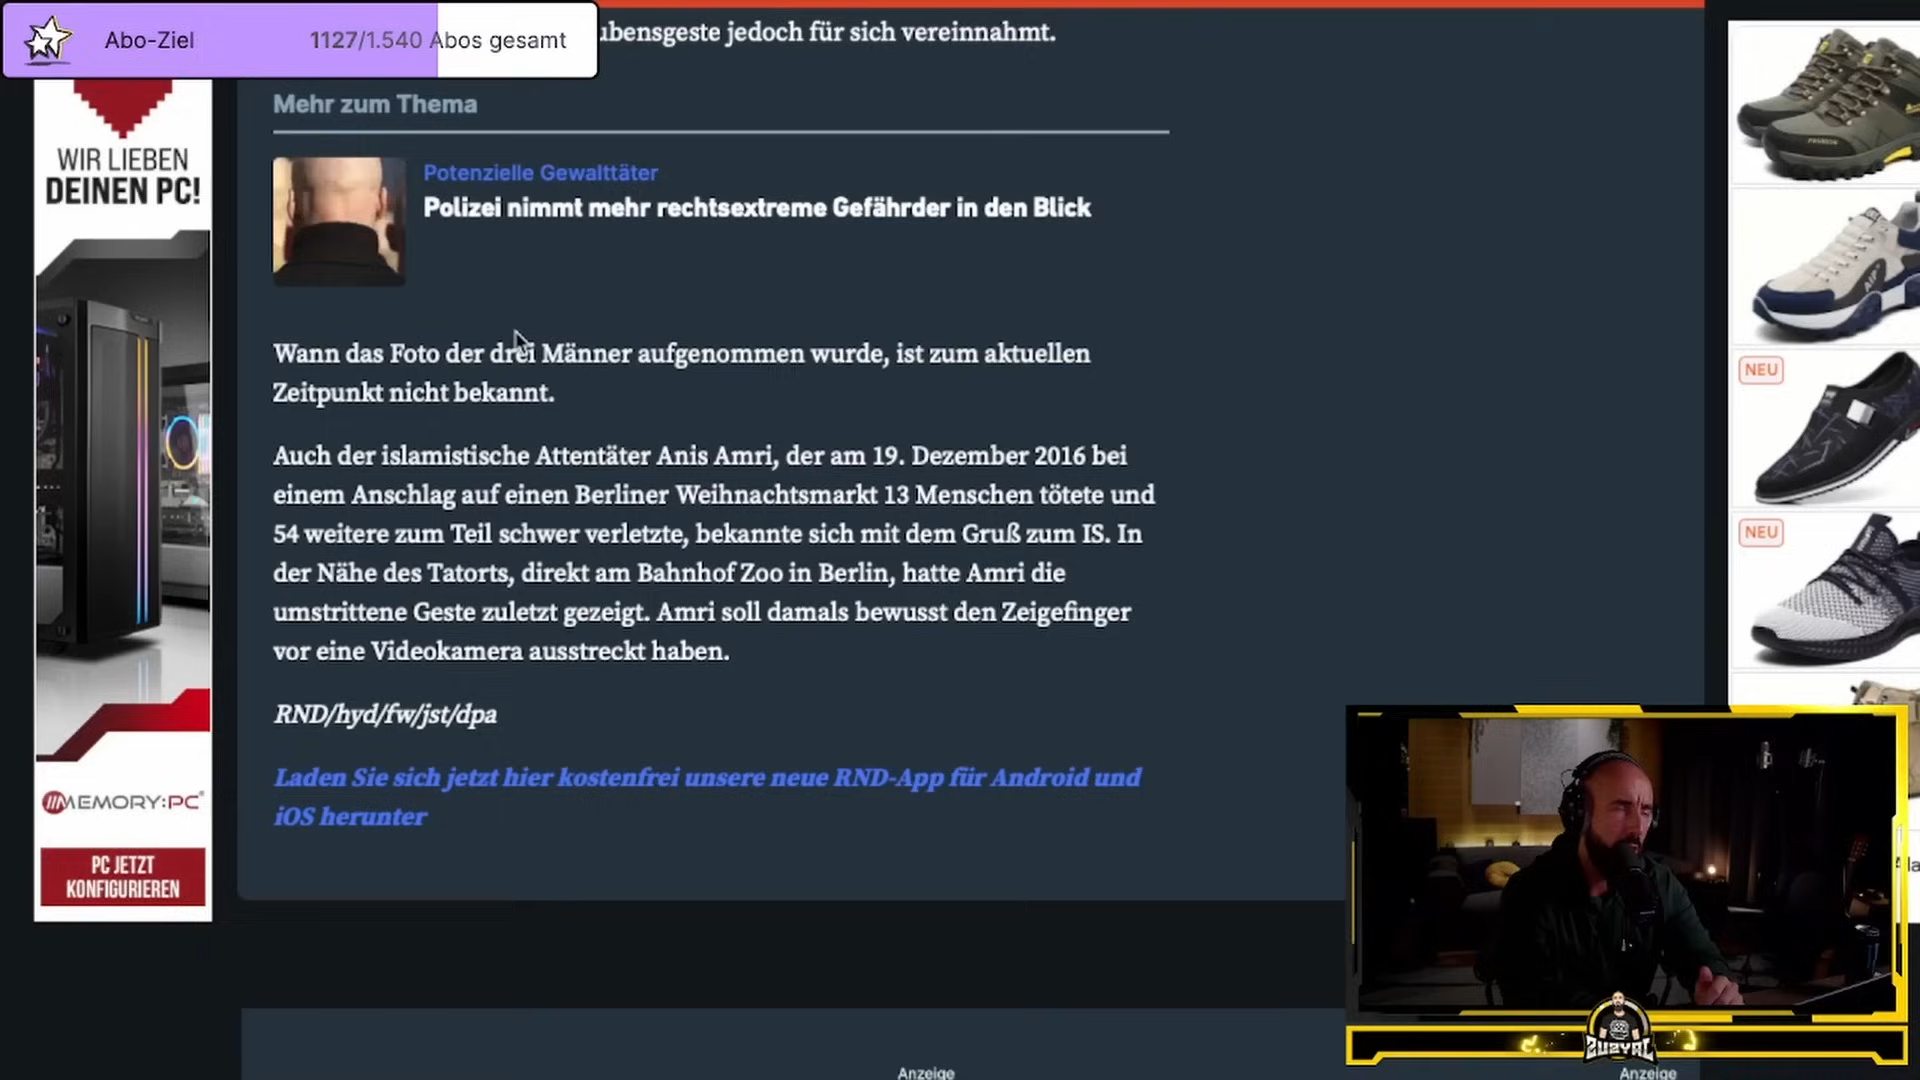 Abo-Ziel
1127/1.540 Abos gesamt
ubensgeste jedoch für sich vereinnahmt.
Mehr zum Thema
Potenzielle Gewalttäter
Polizei nimmt mehr rechtsextreme Gefährder in den Blick
Wann das Foto der drei Männer aufgenommen wurde, ist zum aktuellen
Zeitpunkt nicht bekannt.
Auch der islamistische Attentäter Anis Amri, der am 19. Dezember 2016 bei
einem Anschlag auf einen Berliner Weihnachtsmarkt 13 Menschen tötete und
54 weitere zum Teil schwer verletzte, bekannte sich mit dem Gruß zum IS. In
der Nähe des Tatorts, direkt am Bahnhof Zoo in Berlin, hatte Amri die
umstrittene Geste zuletzt gezeigt. Amri soll damals bewusst den Zeigefinger
vor eine Videokamera ausstreckt haben.
RND/hyd/fw/jst/dpa
Laden Sie sich jetzt hier kostenfrei unsere neue RND-App für Android und
iOS herunter
WIR LIEBEN
DEINEN PC!
MEMORY:PC
PC JETZT
KONFIGURIEREN
NEU
NEU
Anzeige
Anzeige